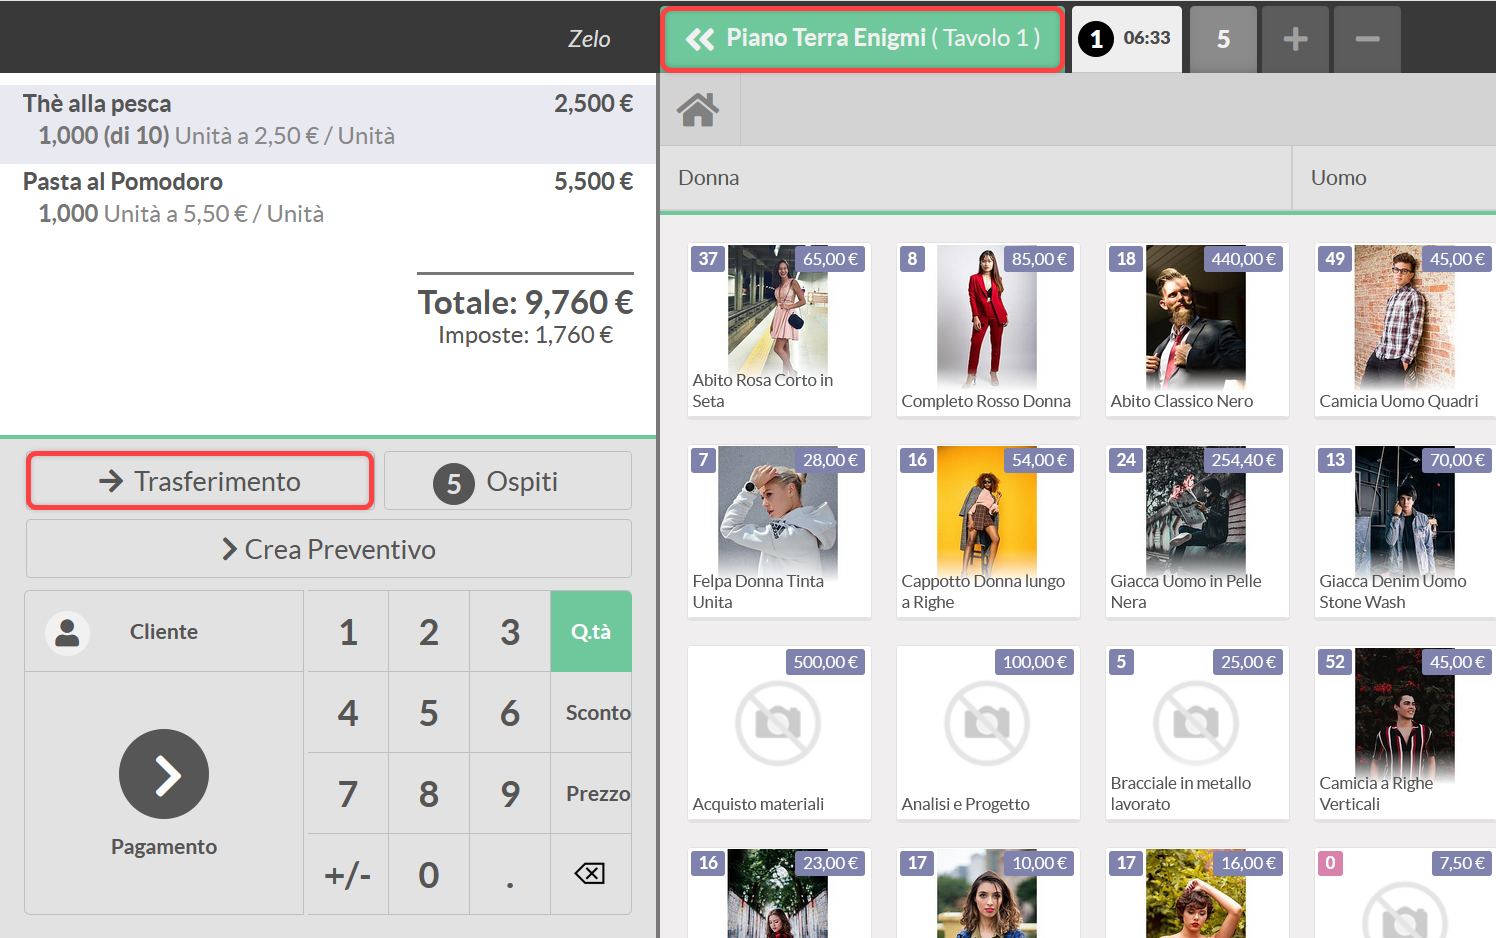 Zelo
Piano Terra Enigmi ( Tavolo 1 )
1 06:33
5
+
−
Thè alla pesca 2,500 €
1,000 (di 10) Unità a 2,50 € / Unità
Pasta al Pomodoro 5,500 €
1,000 Unità a 5,50 € / Unità
Totale: 9,760 €
Imposte: 1,760 €
Trasferimento
5 Ospiti
Crea Preventivo
Cliente
Pagamento
1 2 3 Q.tà
4 5 6 Sconto
7 8 9 Prezzo
+/- 0 .
Donna
Uomo
37 65,00 €
Abito Rosa Corto in
Seta
8 85,00 €
Completo Rosso Donna
18 440,00 €
Abito Classico Nero
49 45,00 €
Camicia Uomo Quadri
7 28,00 €
Felpa Donna Tinta
Unita
16 54,00 €
Cappotto Donna lungo
a Righe
24 254,40 €
Giacca Uomo in Pelle
Nera
13 70,00 €
Giacca Denim Uomo
Stone Wash
500,00 €
Acquisto materiali
100,00 €
Analisi e Progetto
5 25,00 €
Bracciale in metallo
lavorato
52 45,00 €
Camicia a Righe
Verticali
16 23,00 €
17 10,00 €
17 16,00 €
0 7,50 €